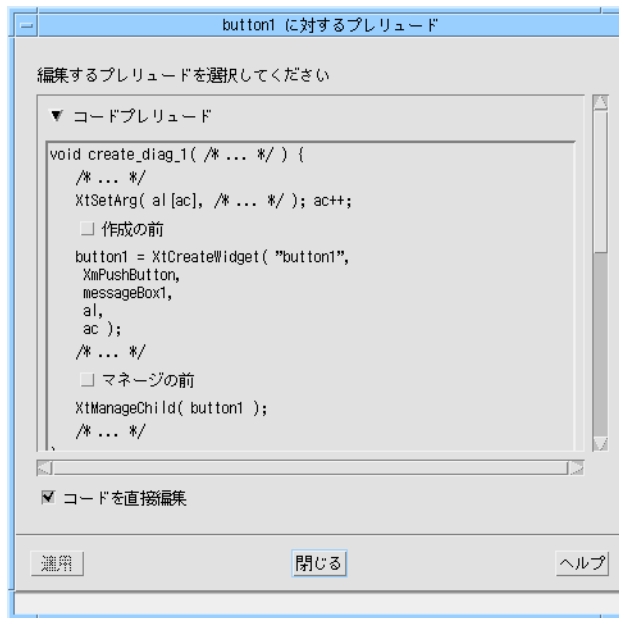 button1 に対するプレリュード
編集するプレリュードを選択してください
▼ コードプレリュード
void create_diag_1( /* ... */ ) {
/* ... */
XtSetArg( al[ac], /* ... */ ); ac++;
作成の前
button1 = XtCreateWidget( "button1",
XmPushButton,
messageBox1,
al,
ac );
/* ... */
マネージの前
XtManageChild( button1 );
/* ... */
コードを直接編集
適用 閉じる ヘルプ